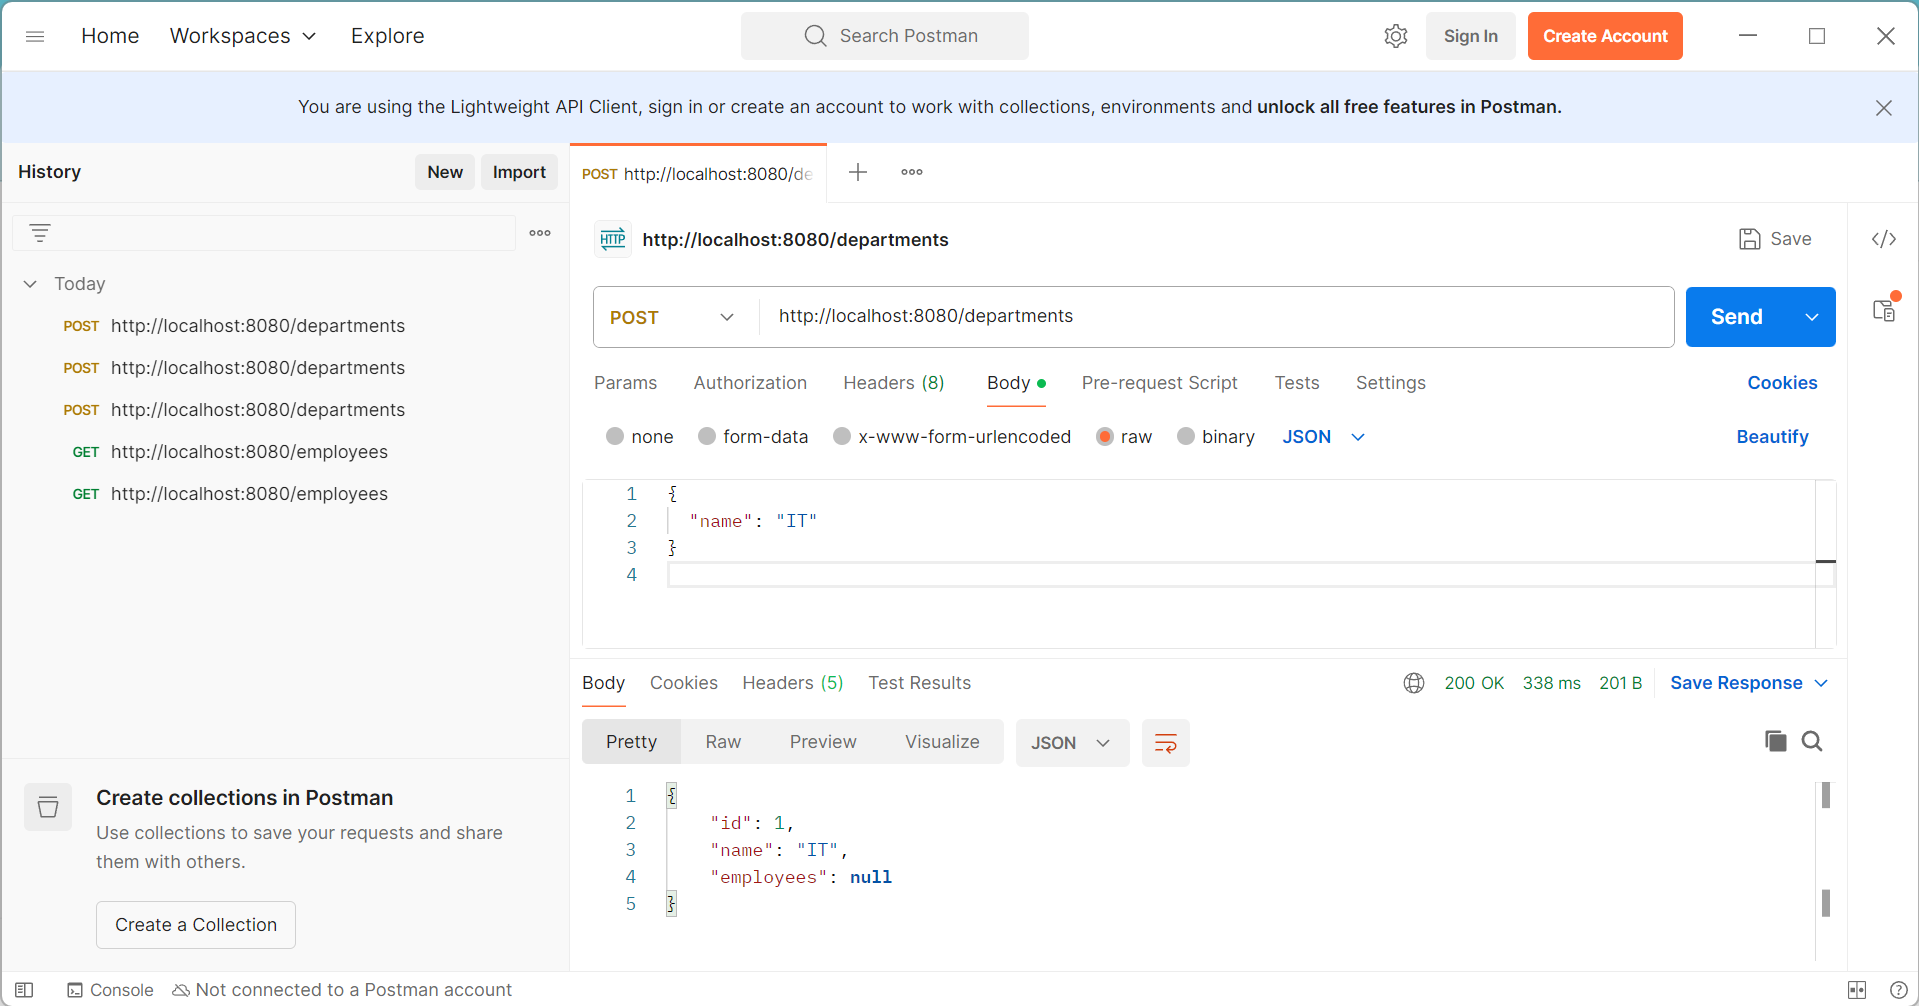 Home Workspaces Explore Search Postman Sign In Create Account
You are using the Lightweight API Client, sign in or create an account to work with collections, environments and unlock all free features in Postman.
History New Import
Today
POST http://localhost:8080/departments
POST http://localhost:8080/departments
POST http://localhost:8080/departments
GET http://localhost:8080/employees
GET http://localhost:8080/employees
Create collections in Postman
Use collections to save your requests and share
them with others.
Create a Collection
POST http://localhost:8080/de
HTTP http://localhost:8080/departments Save </>
POST http://localhost:8080/departments Send
Params Authorization Headers (8) Body Pre-request Script Tests Settings Cookies
none form-data x-www-form-urlencoded raw binary JSON Beautify
1 {
2 "name": "IT"
3 }
4
Body Cookies Headers (5) Test Results 200 OK 338 ms 201 B Save Response
Pretty Raw Preview Visualize JSON
1 {
2 "id": 1,
3 "name": "IT",
4 "employees": null
5 }
Console Not connected to a Postman account